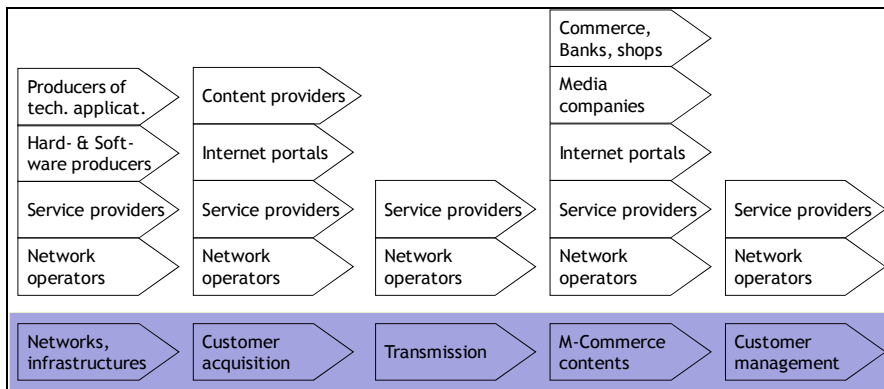 Commerce,
Banks, shops
Producers of
tech. applicat.
Content providers
Media
companies
Hard- & Soft-
ware producers
Internet portals
Internet portals
Service providers
Service providers
Service providers
Service providers
Service providers
Network
operators
Network
operators
Network
operators
Network
operators
Network
operators
Networks,
infrastructures
Customer
acquisition
Transmission
M-Commerce
contents
Customer
management